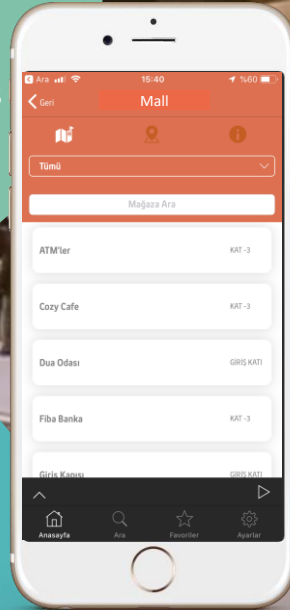 Ara 15:40 %60
Geri Mall
Tümü
Mağaza Ara
ATM'ler KAT -3
Cozy Cafe KAT -3
Dua Odası GİRİŞ KATI
Fiba Banka KAT -3
Giriş Kapısı GİRİŞ KATI
Anasayfa Ara Favoriler Ayarlar